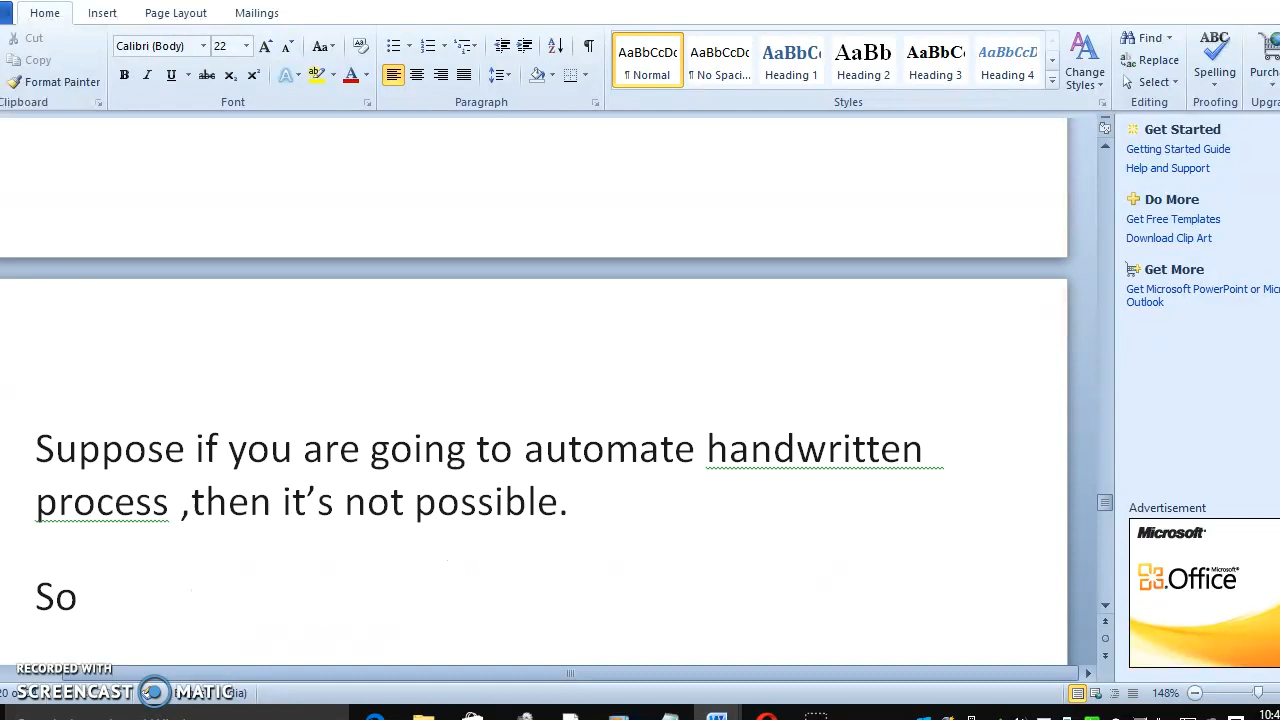 Home Insert Page Layout Mailings
Cut
Copy
Format Painter
Clipboard
Calibri (Body) 22
Font
Paragraph
AaBbCcDc AaBbCcDc AaBbC AaBb AaBbC AaBbCcD
¶ Normal ¶ No Spaci... Heading 1 Heading 2 Heading 3 Heading 4
Change
Styles
Styles
Find
Replace
Select
Editing
ABC
Spelling
Proofing
Get Started
Getting Started Guide
Help and Support
Do More
Get Free Templates
Download Clip Art
Get More
Get Microsoft PowerPoint or
Outlook
Suppose if you are going to automate handwritten
process ,then it’s not possible.
So
Advertisement
Microsoft
Microsoft®
Office
RECORDED WITH
SCREENCAST MATIC
148%